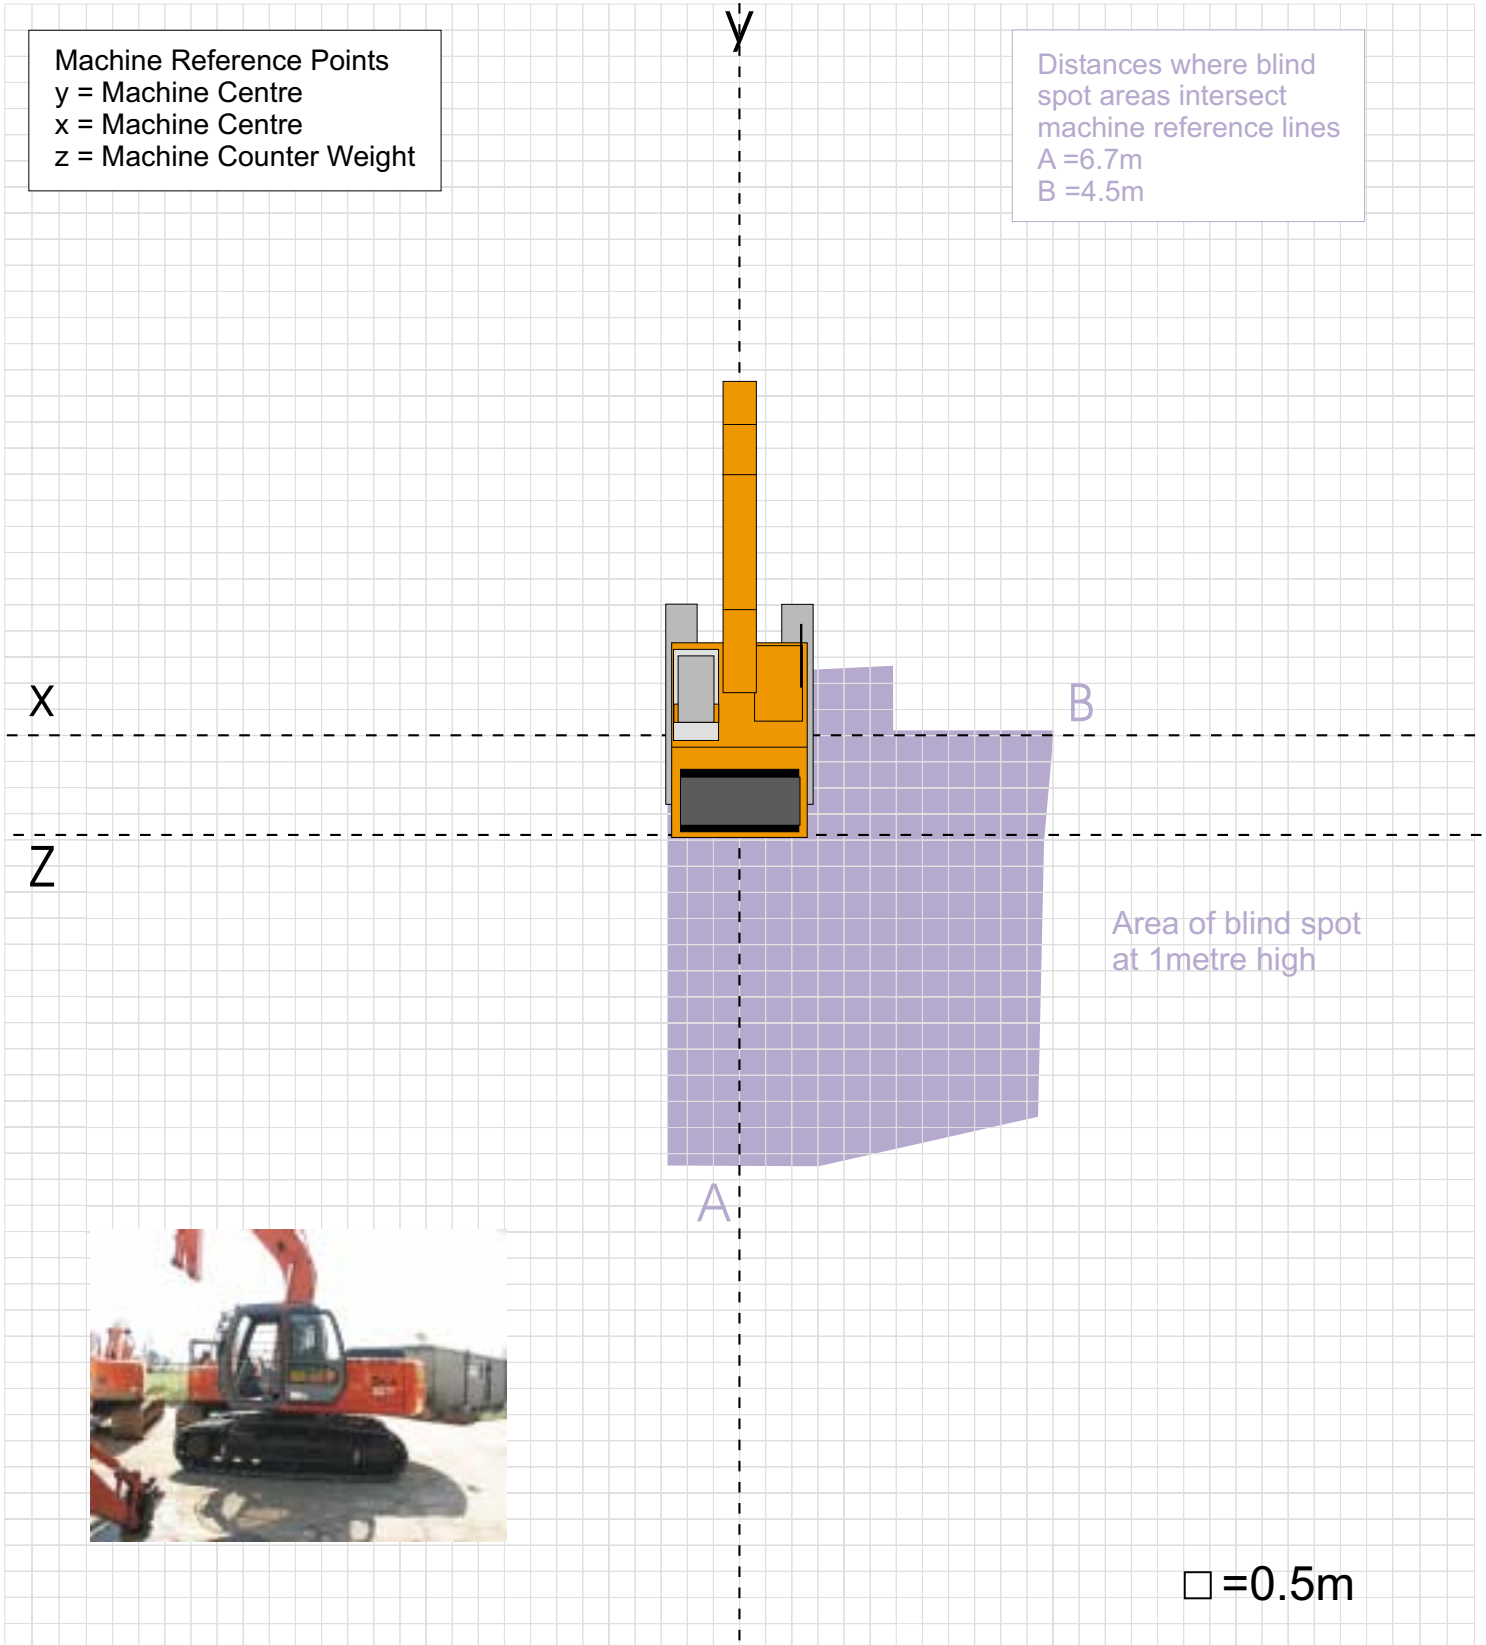 y
Machine Reference Points
y = Machine Centre
x = Machine Centre
z = Machine Counter Weight
Distances where blind
spot areas intersect
machine reference lines
A =6.7m
B =4.5m
X
B
Z
Area of blind spot
at 1metre high
A
=0.5m